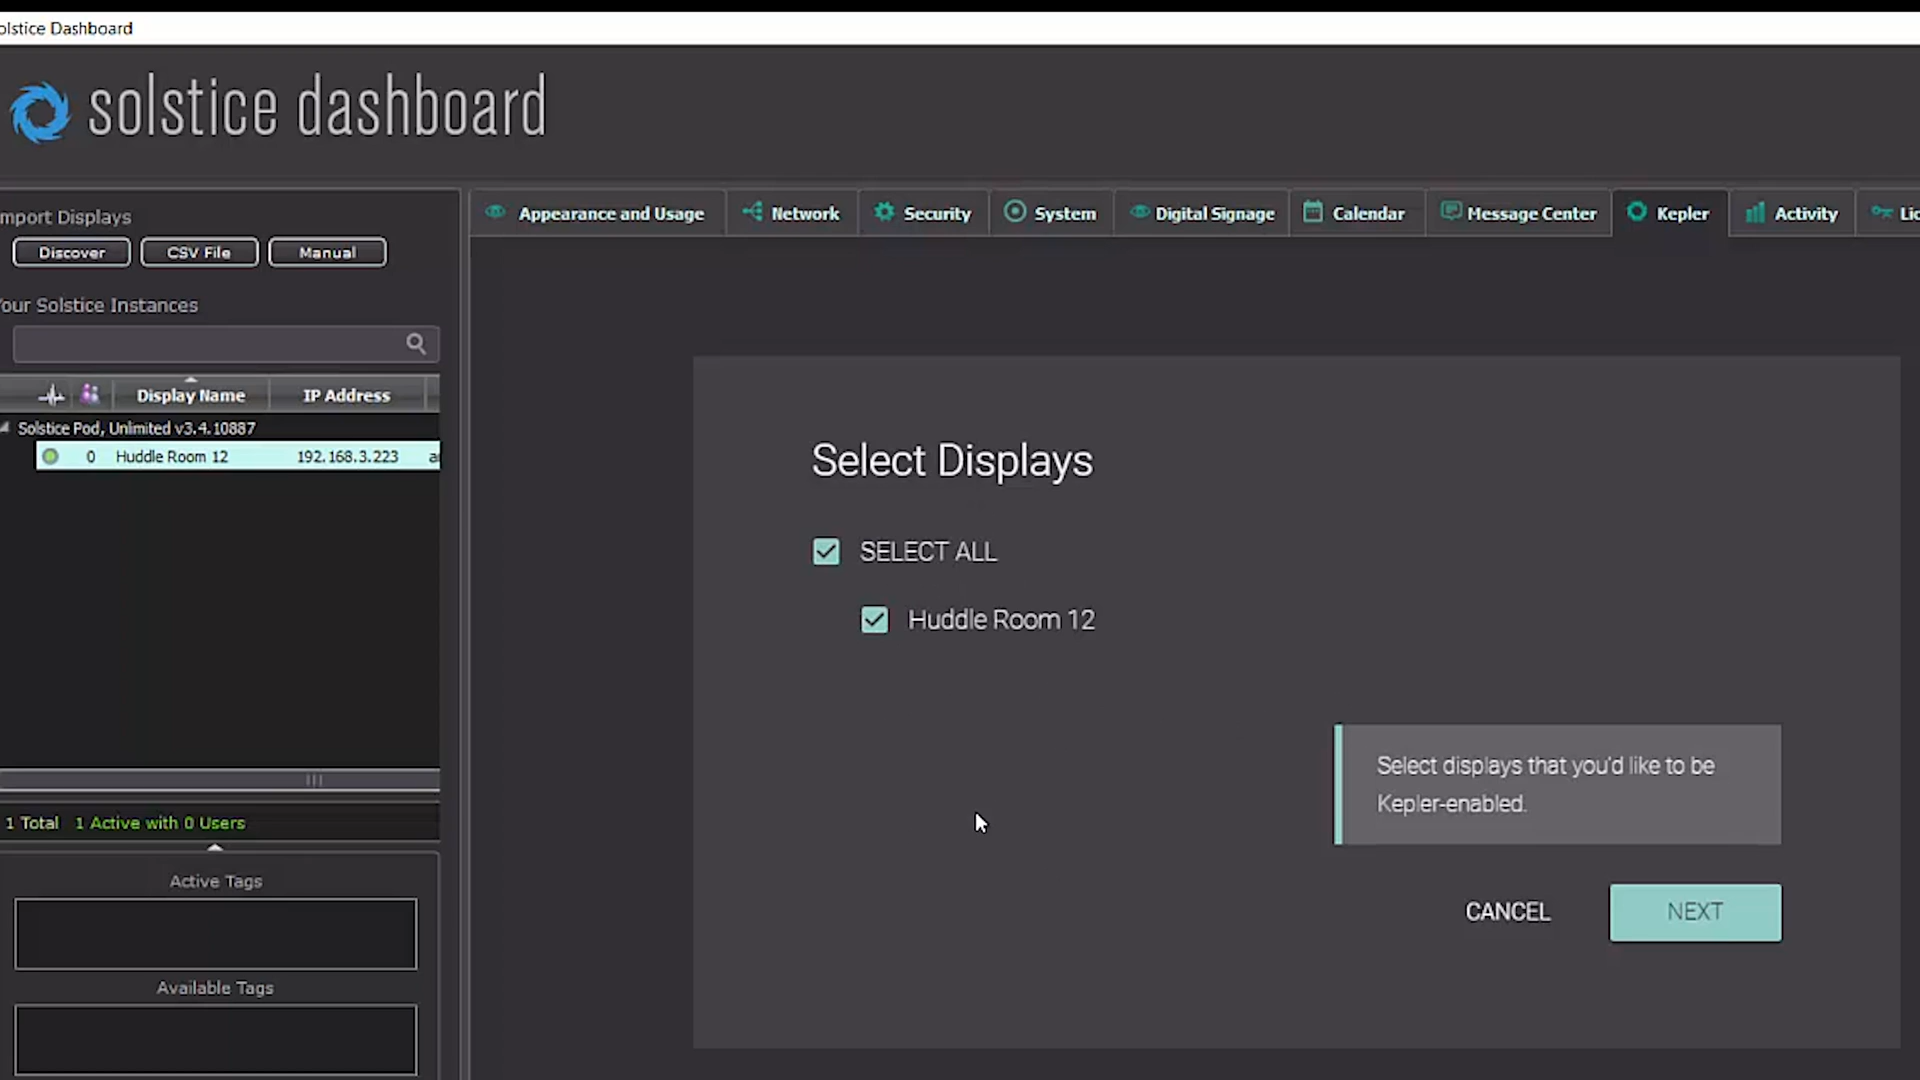 olstice Dashboard
solstice dashboard
mport Displays
Discover CSV File Manual
our Solstice Instances
Display Name IP Address
Solstice Pod, Unlimited v3.4.10887
0 Huddle Room 12 192.168.3.223
1 Total 1 Active with 0 Users
Active Tags
Available Tags
Appearance and Usage Network Security System Digital Signage Calendar Message Center Kepler Activity Lic
Select Displays
SELECT ALL
Huddle Room 12
Select displays that you'd like to be
Kepler-enabled.
CANCEL NEXT